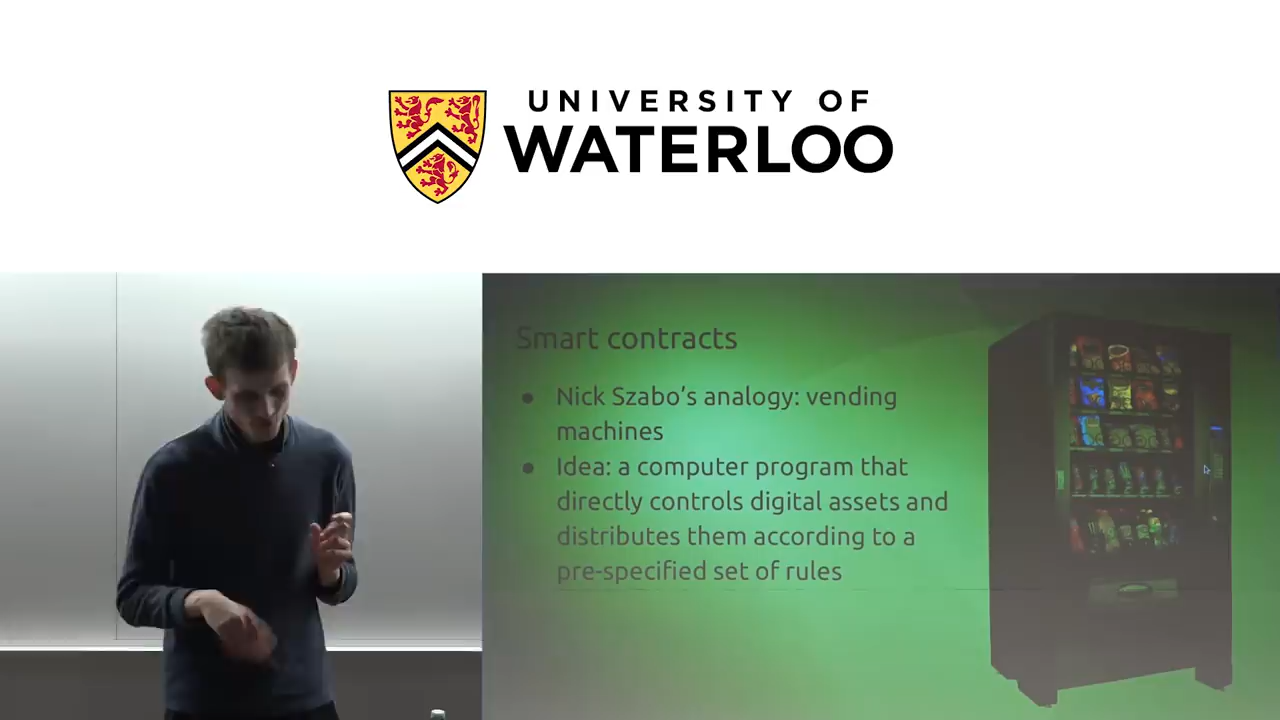 UNIVERSITY OF
WATERLOO
Smart contracts
● Nick Szabo's analogy: vending
machines
● Idea: a computer program that
directly controls digital assets and
distributes them according to a
pre-specified set of rules